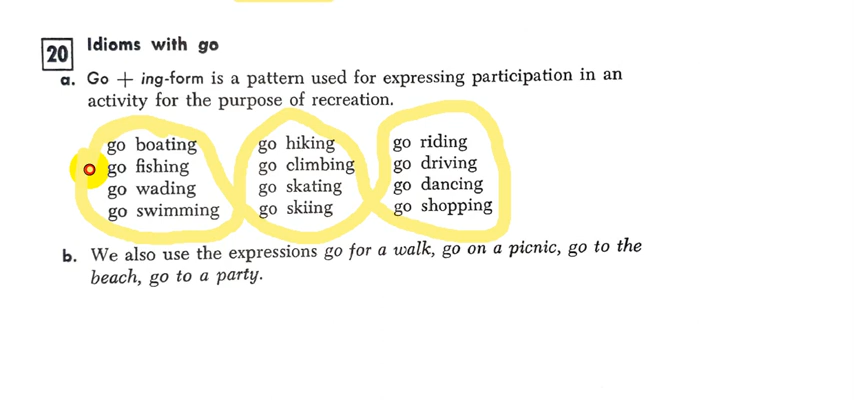 20 Idioms with go
a. Go + ing-form is a pattern used for expressing participation in an
activity for the purpose of recreation.
go boating
go fishing
go wading
go swimming
go hiking
go climbing
go skating
go skiing
go riding
go driving
go dancing
go shopping
b. We also use the expressions go for a walk, go on a picnic, go to the
beach, go to a party.